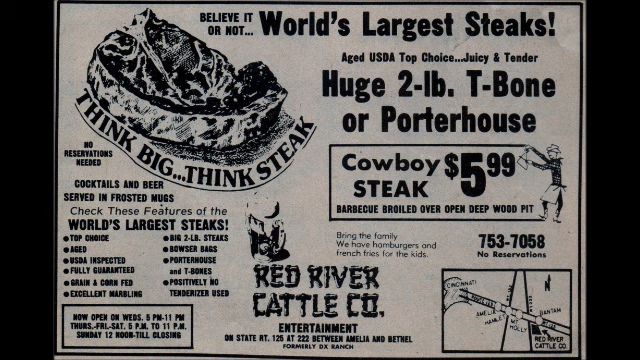 BELIEVE IT
OR NOT... World's Largest Steaks!
Aged USDA Top Choice...Juicy & Tender
Huge 2-lb. T-Bone
or Porterhouse
THINK BIG...THINK STEAK
NO
RESERVATIONS
NEEDED
Cowboy
STEAK
$5.99
BARBECUE BROILED OVER OPEN DEEP WOOD PIT
COCKTAILS AND BEER
SERVED IN FROSTED MUGS
Check These Features of the
WORLD'S LARGEST STEAKS!
• TOP CHOICE
• AGED
• USDA INSPECTED
• FULLY GUARANTEED
• GRAIN & CORN FED
• EXCELLENT MARBLING
• BIG 2-LB. STEAKS
• BOWSER BAGS
• PORTERHOUSE
and T-BONES
• POSITIVELY NO
TENDERIZER USED
Bring the family
We have hamburgers and
french fries for the kids.
753-7058
No Reservations
RED RIVER
CATTLE CO.
ENTERTAINMENT
ON STATE RT. 125 AT 222 BETWEEN AMELIA AND BETHEL
FORMERLY DX RANCH
NOW OPEN ON WEDS. 5 PM-11 PM
THURS.-FRI.-SAT. 5 P.M. TO 11 P.M.
SUNDAY 12 NOON-TILL CLOSING
CINCINNATI
AMELIA
HAMLET
MT.
HOLLY
BANTAM
RED RIVER
CATTLE CO.